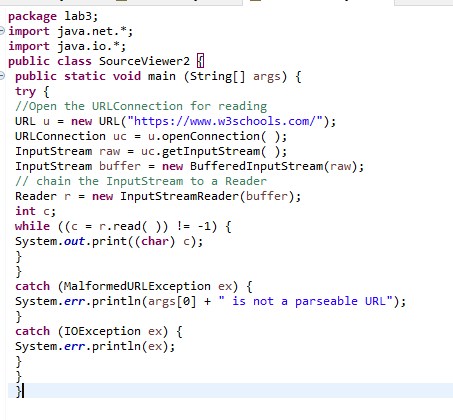 package lab3;
import java.net.*;
import java.io.*;
public class SourceViewer2 {
public static void main (String[] args) {
try {
//Open the URLConnection for reading
URL u = new URL("https://www.w3schools.com/");
URLConnection uc = u.openConnection( );
InputStream raw = uc.getInputStream( );
InputStream buffer = new BufferedInputStream(raw);
// chain the InputStream to a Reader
Reader r = new InputStreamReader(buffer);
int c;
while ((c = r.read( )) != -1) {
System.out.print((char) c);
}
}
catch (MalformedURLException ex) {
System.err.println(args[0] + " is not a parseable URL");
}
catch (IOException ex) {
System.err.println(ex);
}
}
}